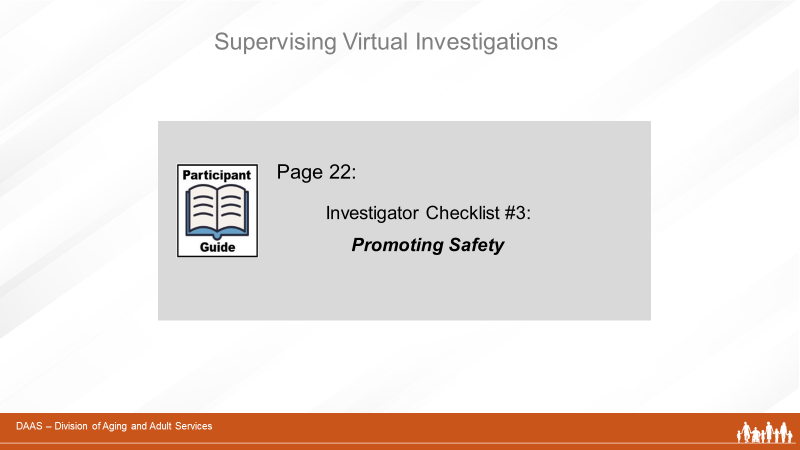 Supervising Virtual Investigations
Participant
Guide
Page 22:
Investigator Checklist #3:
Promoting Safety
DAAS – Division of Aging and Adult Services